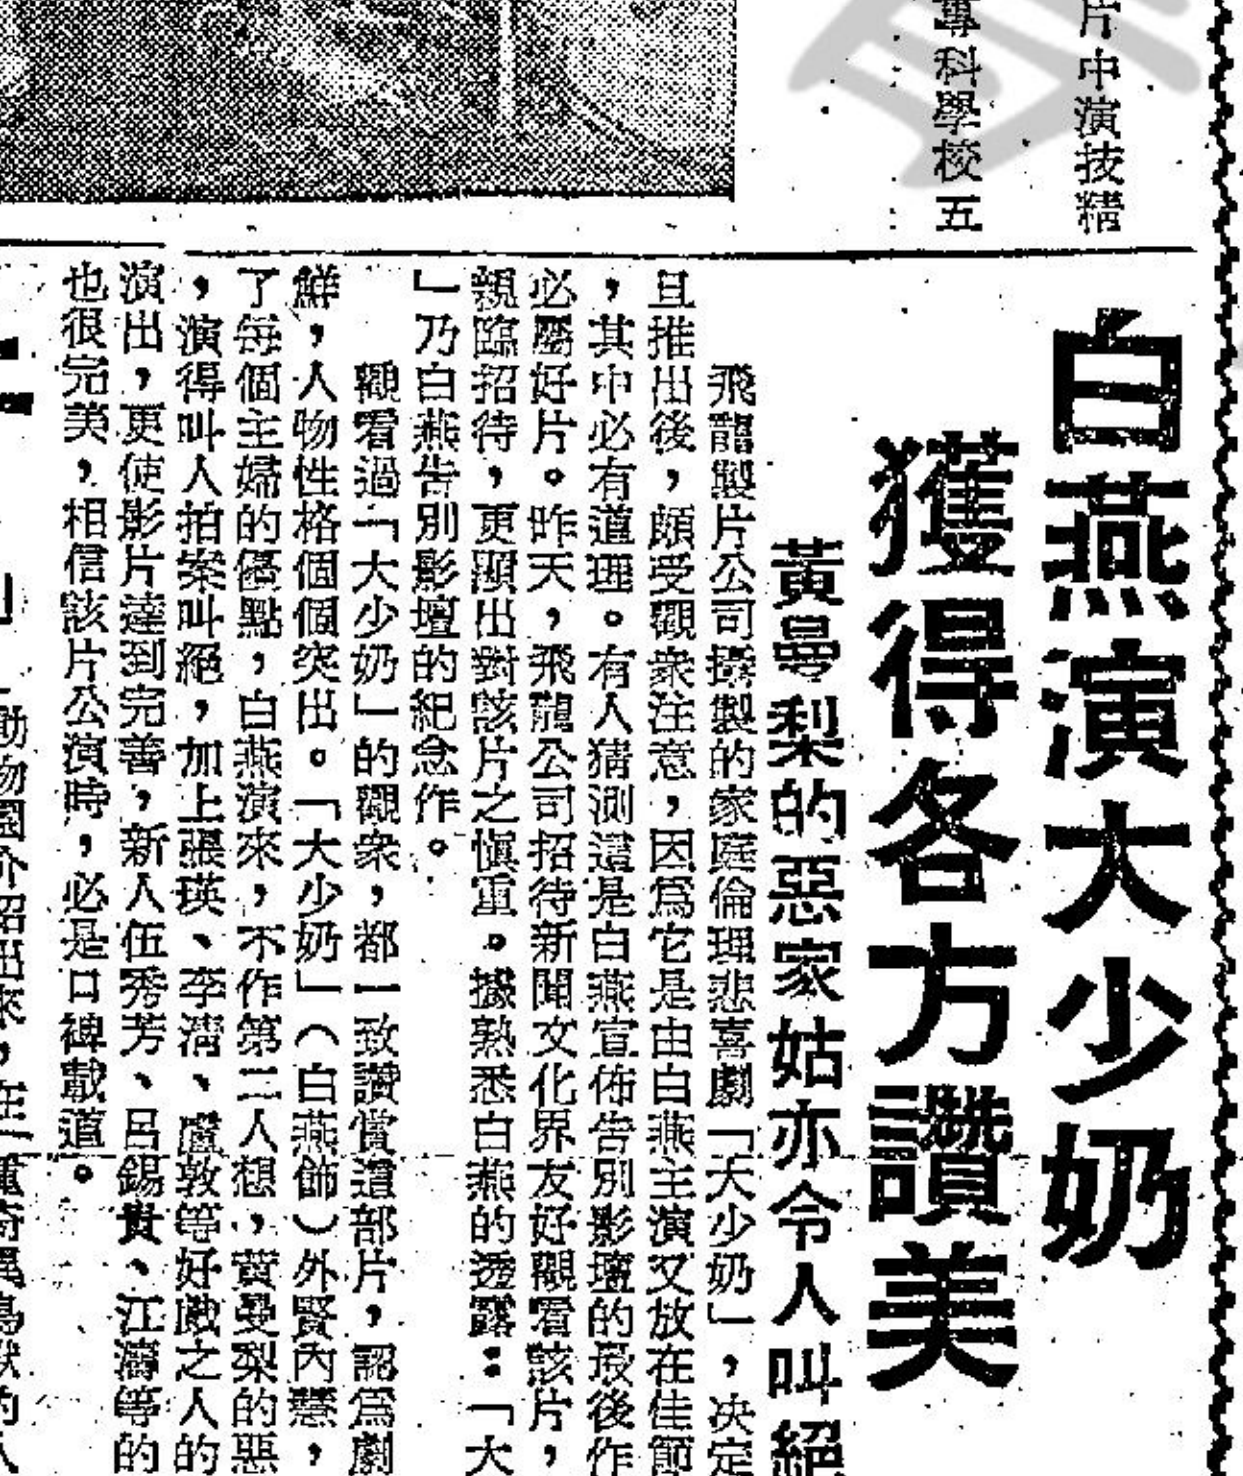 片中演技精
專科學校五
白燕演大少奶
獲得各方讚美
黃曼梨的惡家姑亦令人叫絕
飛龍製片公司攝製的家庭倫理悲喜劇「大少奶」，决定
且推出後，頗受觀衆注意，因爲它是由白燕主演又放在佳節
，其中必有道理。有人猜測這是白燕宣佈告別影壇的最後作
必屬好片。昨天，飛龍公司招待新聞文化界友好觀看該片，
親臨招待，更顯出對該片之愼重。據熟悉白燕的透露：「大
」乃白燕告別影壇的紀念作。
觀看過「大少奶」的觀衆，都一致讚賞這部片，認爲劇
鮮，人物性格個個突出。「大少奶」（白燕飾）外賢內慧，
了每個主婦的優點，白燕演來，不作第二人想，黃曼梨的惡
，演得叫人拍案叫絕，加上張瑛、李淸、盧敦等好戲之人的
演出，更使影片達到完善，新人伍秀芳、呂錫貴、江濤等的
也很完美，相信該片公演時，必是口碑載道。
動物園介紹出來，在一